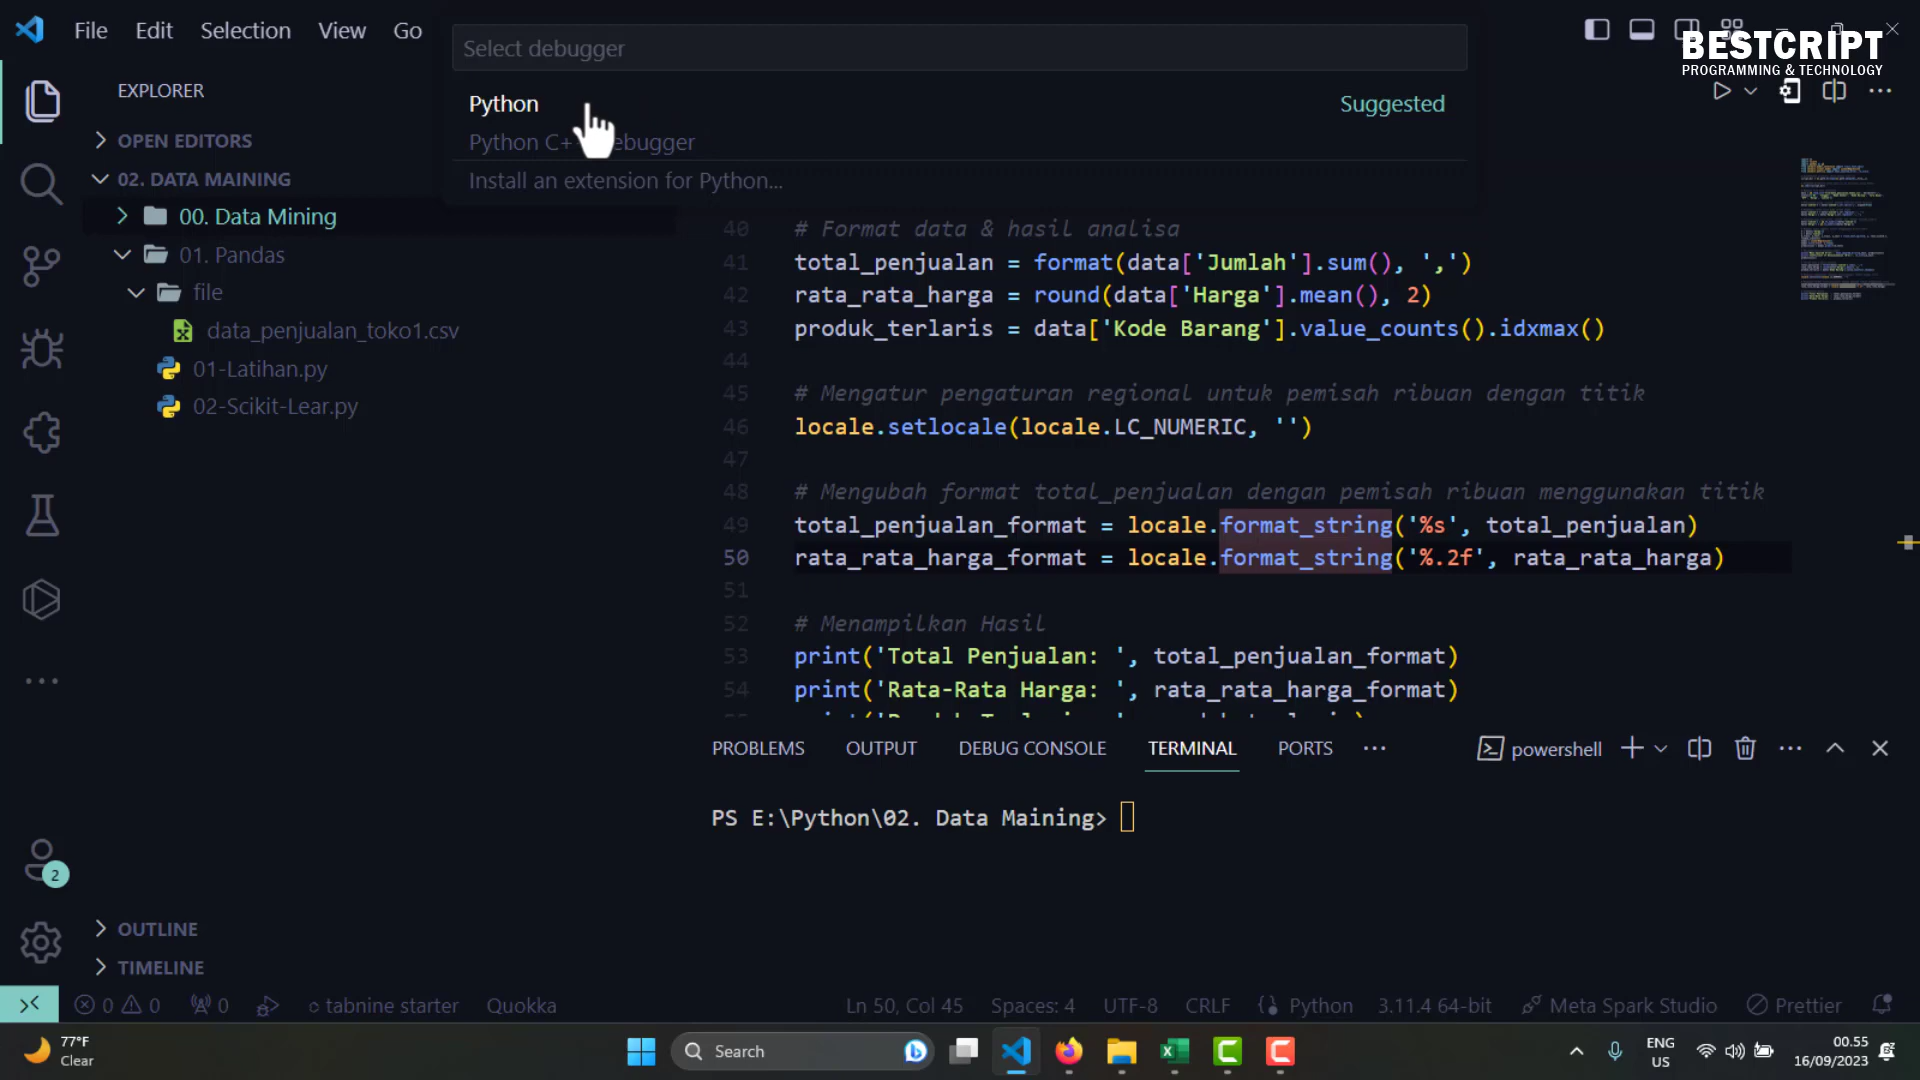 File Edit Selection View Go
Select debugger
BESTCRIPT
PROGRAMMING & TECHNOLOGY
EXPLORER
Python
Suggested
Python C+ ebugger
Install an extension for Python...
OPEN EDITORS
02. DATA MAINING
00. Data Mining
01. Pandas
file
data_penjualan_toko1.csv
01-Latihan.py
02-Scikit-Lear.py
40 # Format data & hasil analisa
41 total_penjualan = format(data['Jumlah'].sum(), ',')
42 rata_rata_harga = round(data['Harga'].mean(), 2)
43 produk_terlaris = data['Kode Barang'].value_counts().idxmax()
44
45 # Mengatur pengaturan regional untuk pemisah ribuan dengan titik
46 locale.setlocale(locale.LC_NUMERIC, '')
47
48 # Mengubah format total_penjualan dengan pemisah ribuan menggunakan titik
49 total_penjualan_format = locale.format_string('%s', total_penjualan)
50 rata_rata_harga_format = locale.format_string('%.2f', rata_rata_harga)
51
52 # Menampilkan Hasil
53 print('Total Penjualan: ', total_penjualan_format)
54 print('Rata-Rata Harga: ', rata_rata_harga_format)
PROBLEMS OUTPUT DEBUG CONSOLE TERMINAL PORTS ...
powershell
PS E:\Python\02. Data Maining>
2
OUTLINE
TIMELINE
0 0 0 tabnine starter Quokka
Ln 50, Col 45 Spaces: 4 UTF-8 CRLF Python 3.11.4 64-bit Meta Spark Studio Prettier
77°F
Clear
Search
ENG
US
00.55
16/09/2023